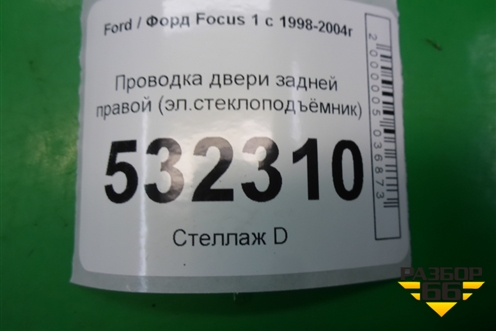 Ford / Форд Focus 1 с 1998-2004г
Проводка двери задней
правой (эл.стеклоподъёмник)
532310
Стеллаж D
2000005036873
РАЗБОР
66